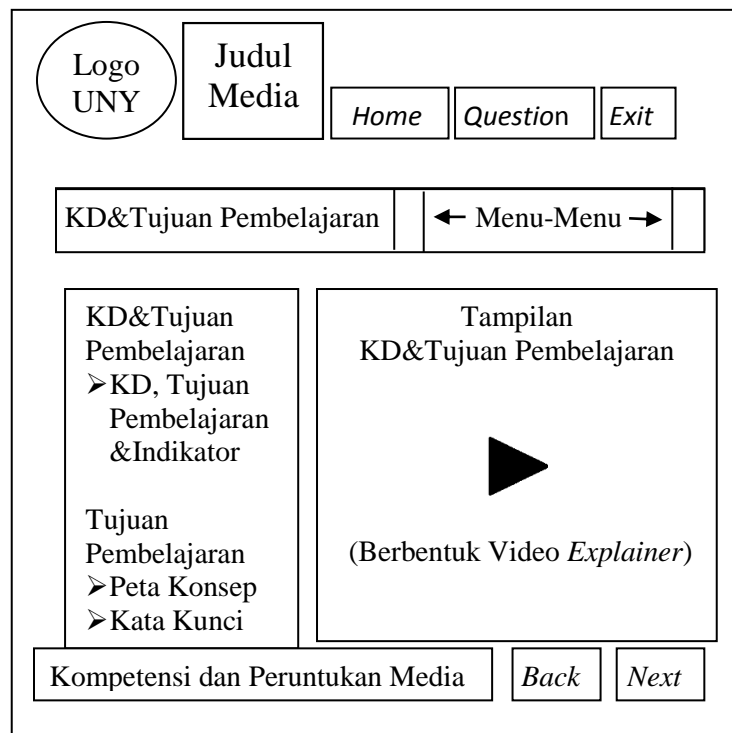 Logo
UNY
Judul
Media
Home
Question
Exit
KD&Tujuan Pembelajaran
Menu-Menu
KD&Tujuan
Pembelajaran
➢KD, Tujuan
Pembelajaran
&Indikator
Tujuan
Pembelajaran
➢Peta Konsep
➢Kata Kunci
Tampilan
KD&Tujuan Pembelajaran
(Berbentuk Video Explainer)
Kompetensi dan Peruntukan Media
Back
Next